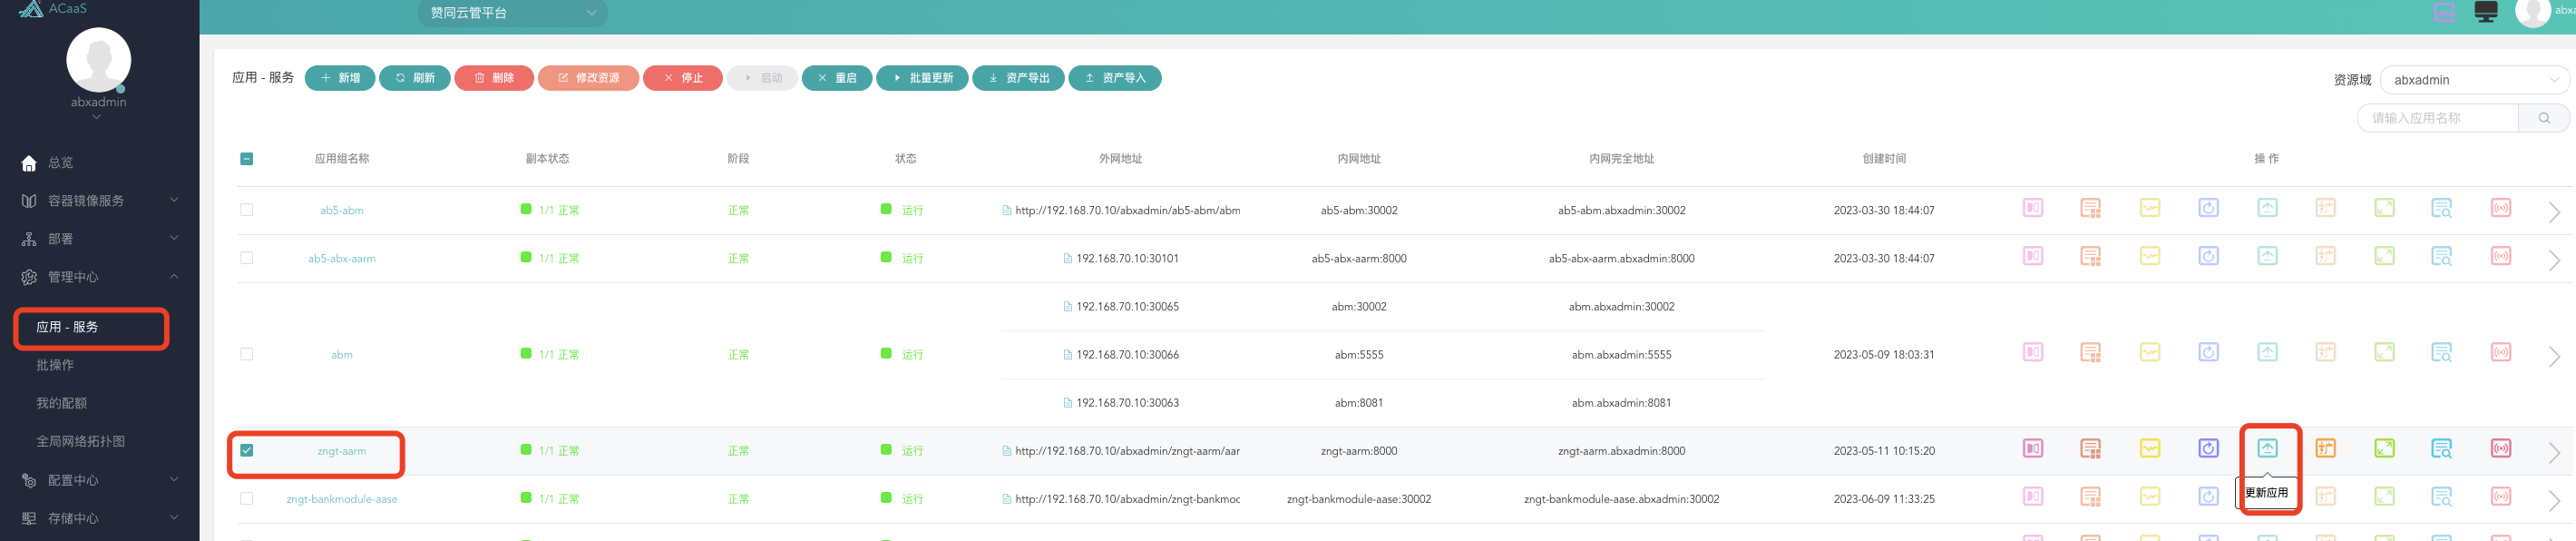 ACaaS
赞同云管平台
abxa
abxadmin
总览
容器镜像服务
部署
管理中心
应用 - 服务
批操作
我的配额
全局网络拓扑图
配置中心
存储中心
应用 - 服务 新增 刷新 删除 修改资源 停止 启动 重启 批量更新 资产导出 资产导入
资源域 abxadmin
请输入应用名称
应用组名称 副本状态 阶段 状态 外网地址 内网地址 内网完全地址 创建时间 操 作
ab5-abm 1/1 正常 正常 运行 http://192.168.70.10/abxadmin/ab5-abm/abm ab5-abm:30002 ab5-abm.abxadmin:30002 2023-03-30 18:44:07
ab5-abx-aarm 1/1 正常 正常 运行 192.168.70.10:30101 ab5-abx-aarm:8000 ab5-abx-aarm.abxadmin:8000 2023-03-30 18:44:07
192.168.70.10:30065 abm:30002 abm.abxadmin:30002
abm 1/1 正常 正常 运行 192.168.70.10:30066 abm:5555 abm.abxadmin:5555 2023-05-09 18:03:31
192.168.70.10:30063 abm:8081 abm.abxadmin:8081
zngt-aarm 1/1 正常 正常 运行 http://192.168.70.10/abxadmin/zngt-aarm/aar zngt-aarm:8000 zngt-aarm.abxadmin:8000 2023-05-11 10:15:20 扩
更新应用
zngt-bankmodule-aase 1/1 正常 正常 运行 http://192.168.70.10/abxadmin/zngt-bankmoc zngt-bankmodule-aase:30002 zngt-bankmodule-aase.abxadmin:30002 2023-06-09 11:33:25